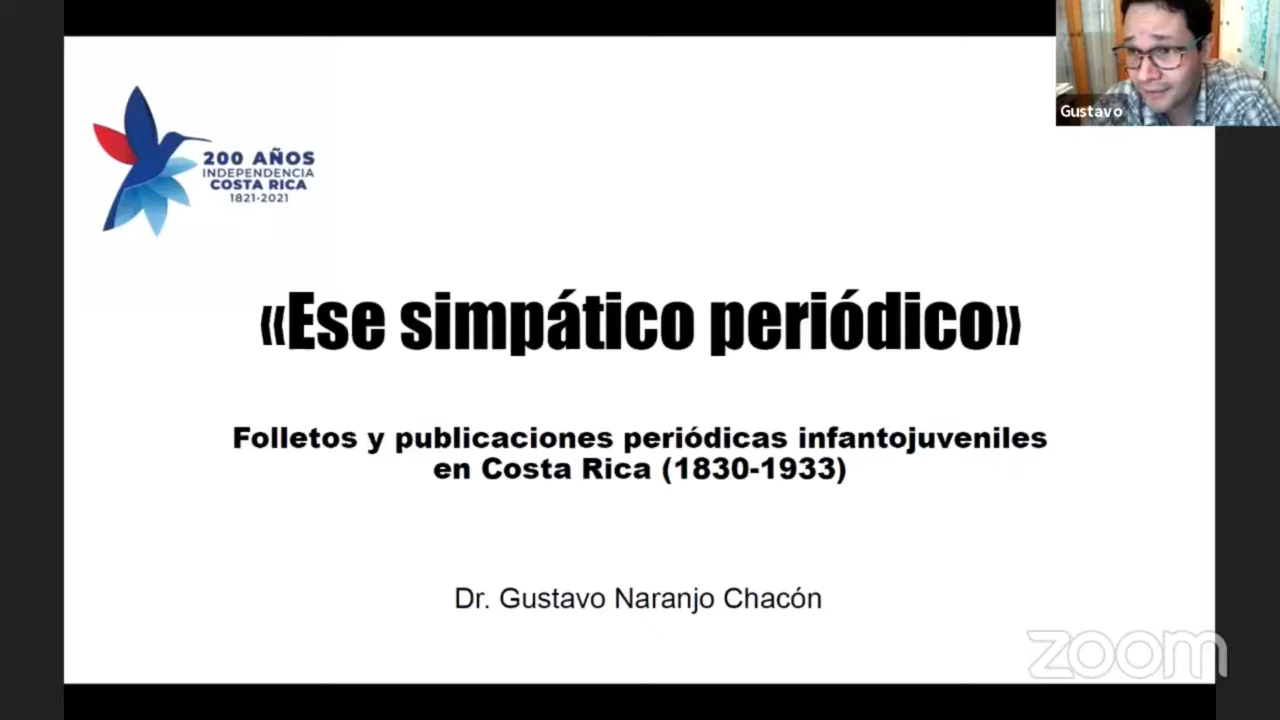 Gustavo
200 AÑOS
INDEPENDENCIA
COSTA RICA
1821-2021
«Ese simpático periódico»
Folletos y publicaciones periódicas infantojuveniles
en Costa Rica (1830-1933)
Dr. Gustavo Naranjo Chacón
zoom